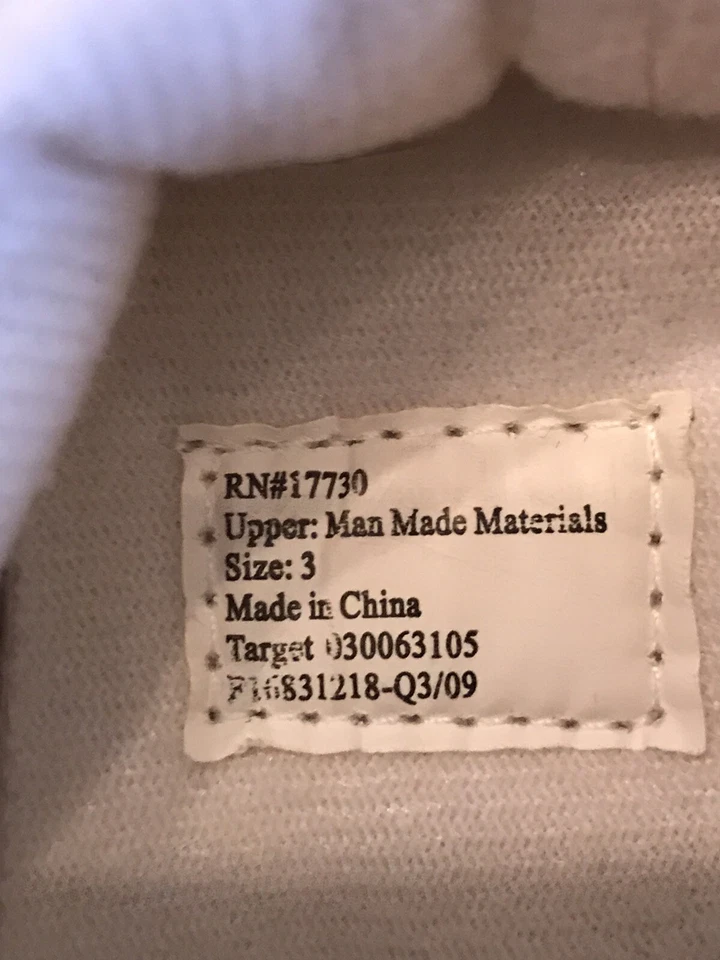 RN#17730
Upper: Man Made Materials
Size: 3
Made in China
Target 030063105